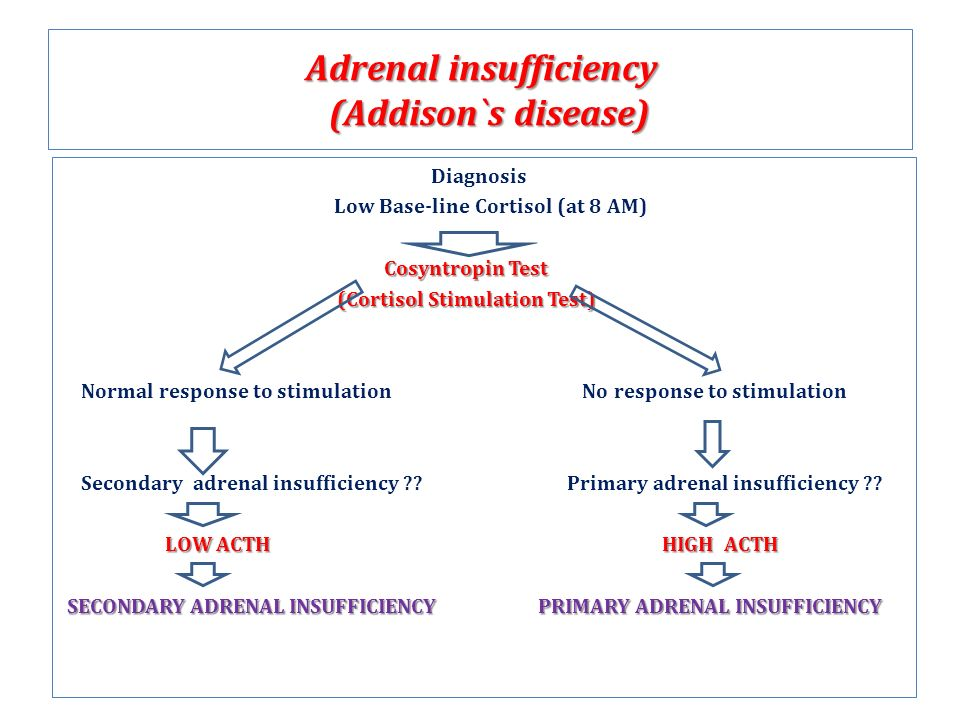 Adrenal insufficiency
(Addison`s disease)
Diagnosis
Low Base-line Cortisol (at 8 AM)
Cosyntropin Test
(Cortisol Stimulation Test)
Normal response to stimulation No response to stimulation
Secondary adrenal insufficiency ?? Primary adrenal insufficiency ??
LOW ACTH HIGH ACTH
SECONDARY ADRENAL INSUFFICIENCY PRIMARY ADRENAL INSUFFICIENCY